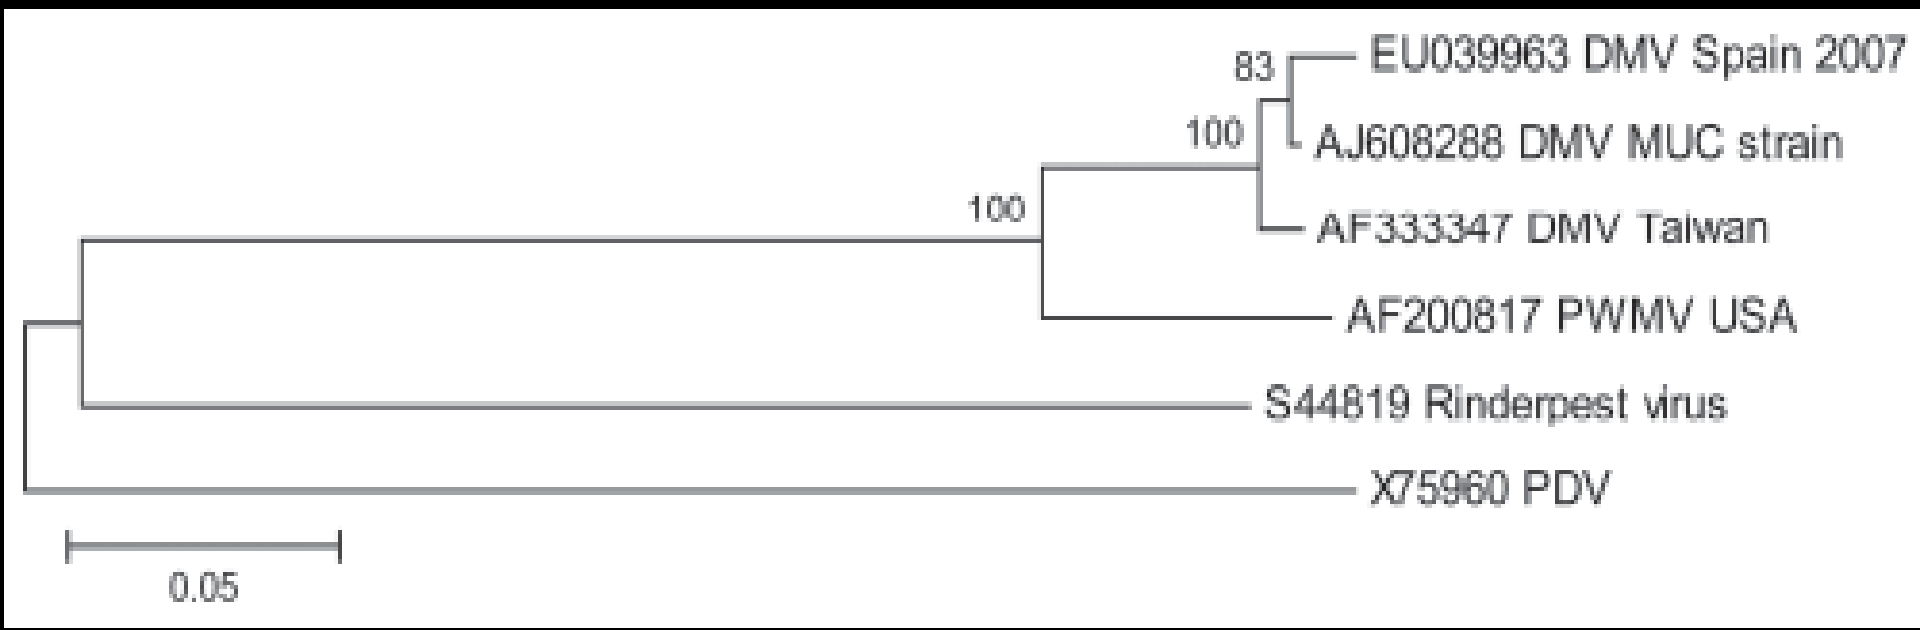 83
EU039963 DMV Spain 2007
100
AJ608288 DMV MUC strain
100
AF333347 DMV Taiwan
AF200817 PWMV USA
S44819 Rinderpest virus
X75960 PDV
0.05